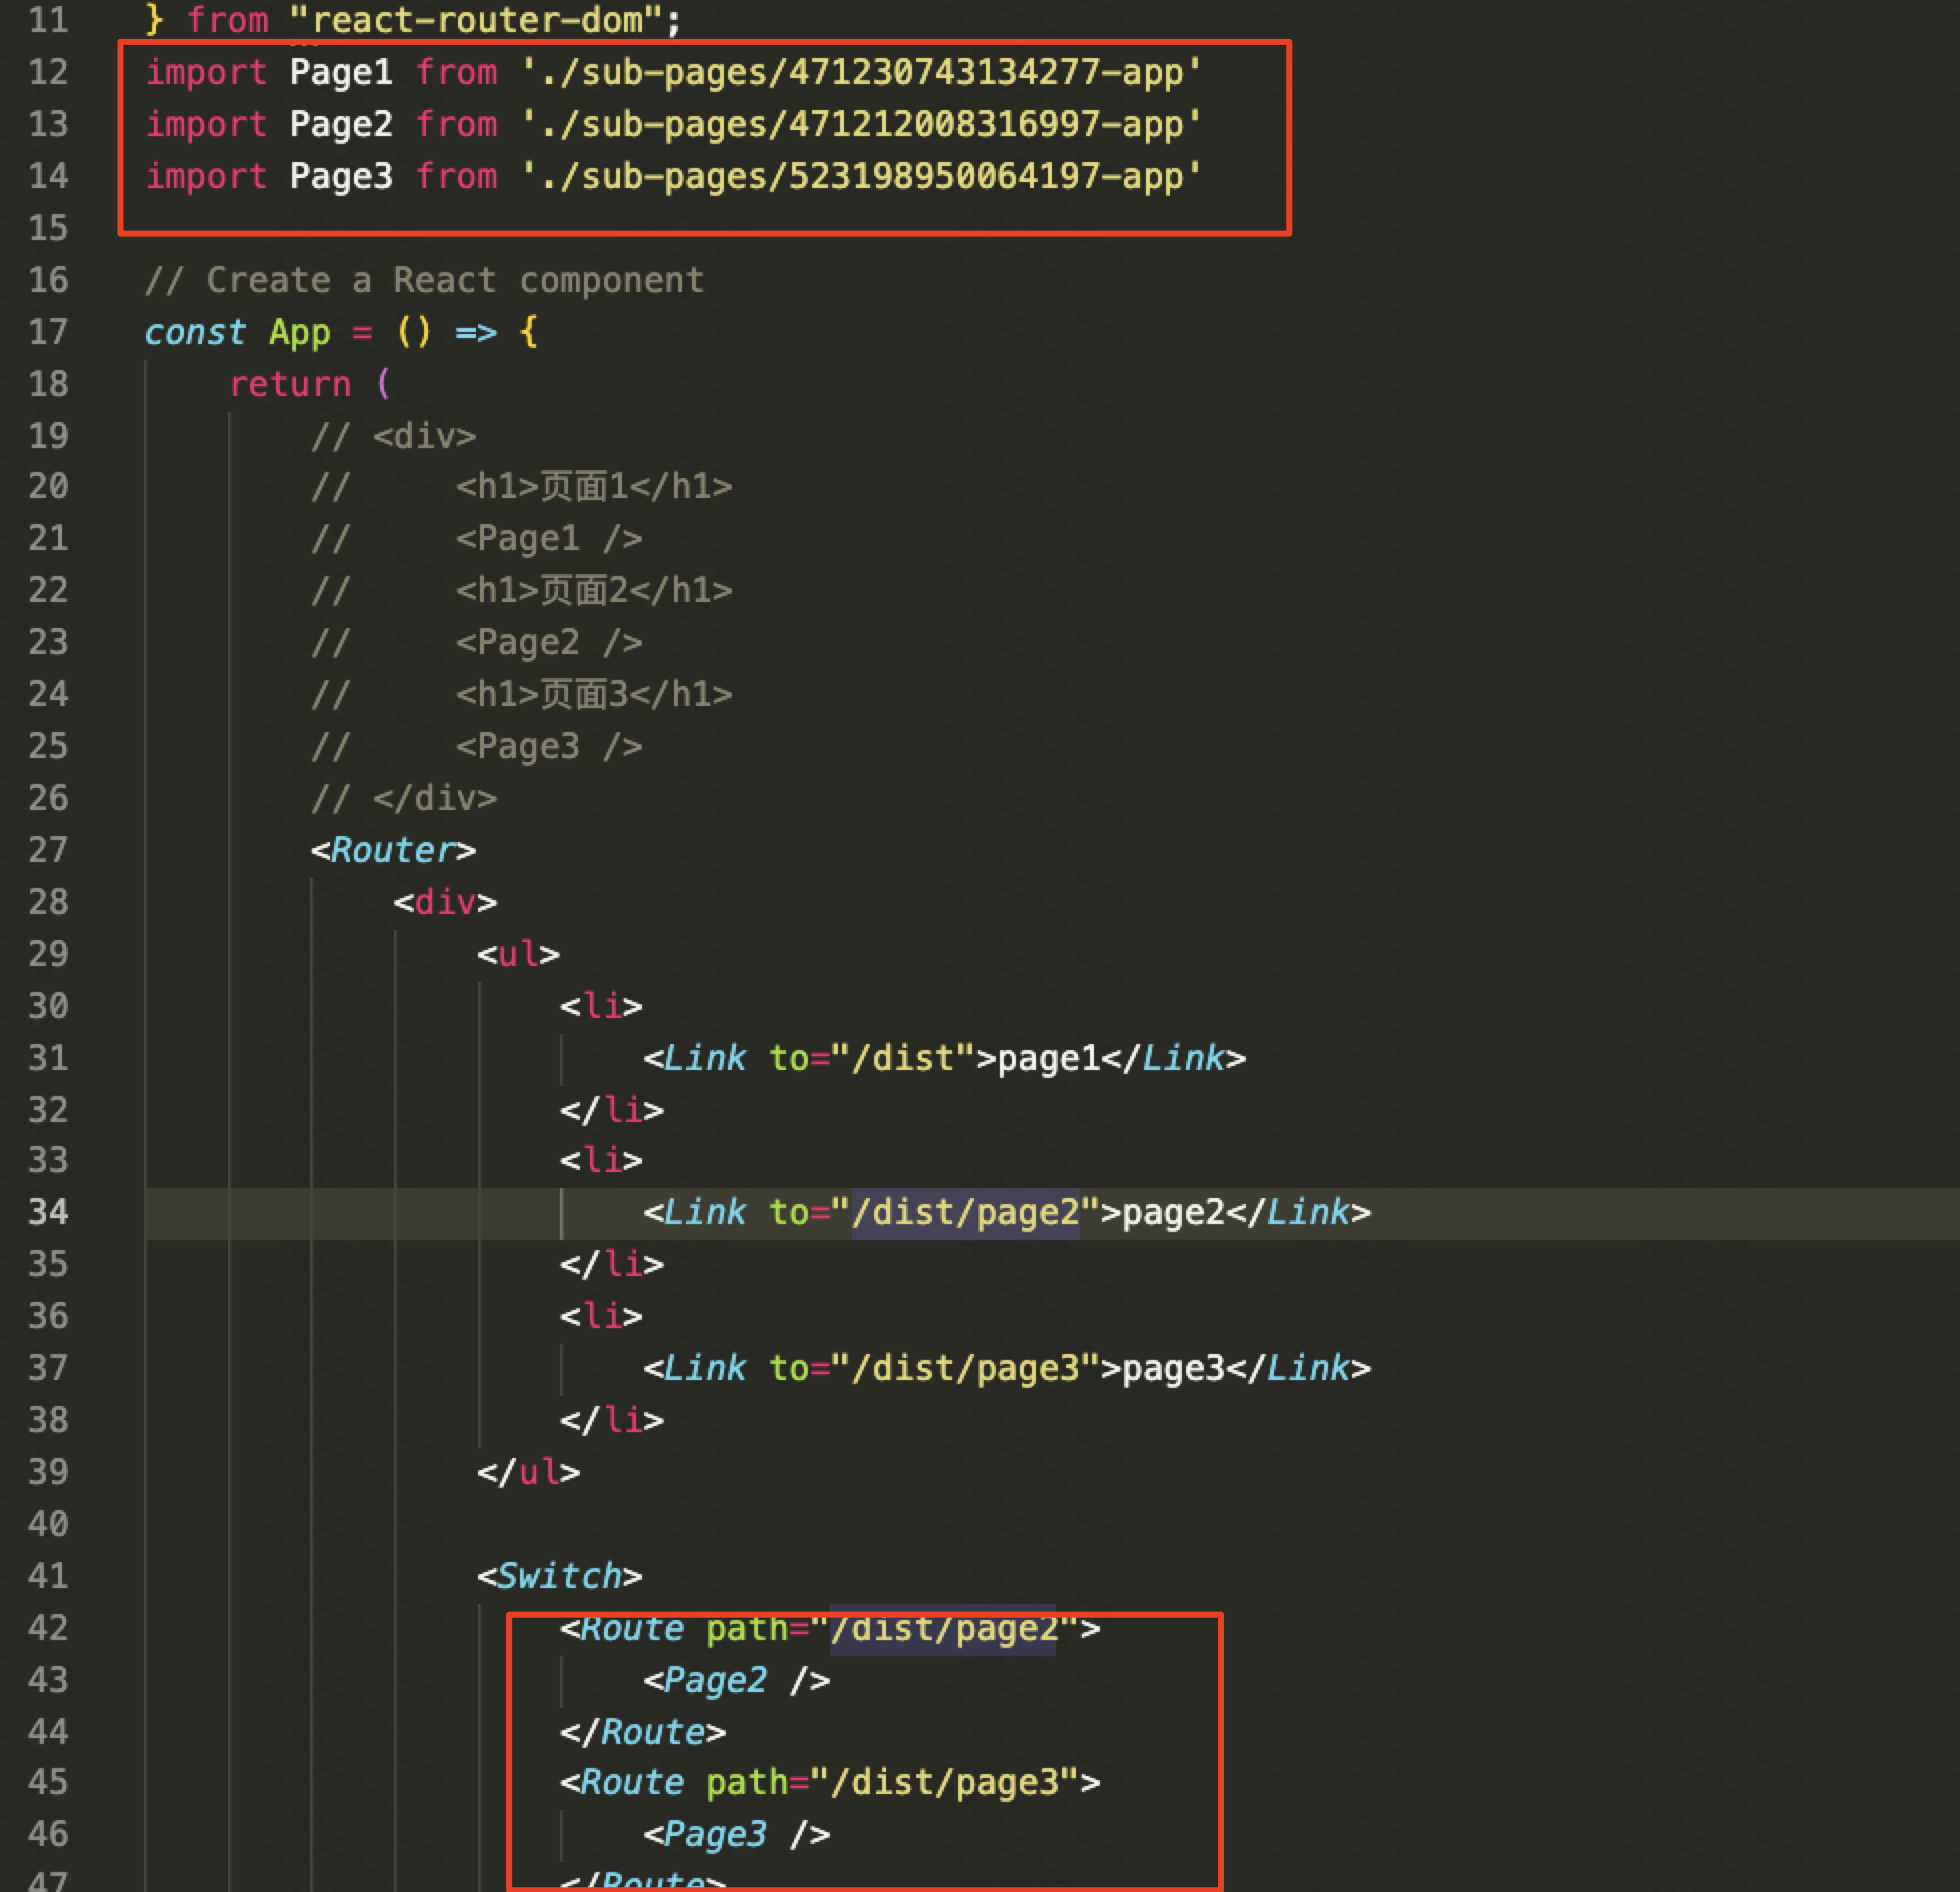 11 } from "react-router-dom";
12 import Page1 from './sub-pages/471230743134277-app'
13 import Page2 from './sub-pages/471212008316997-app'
14 import Page3 from './sub-pages/523198950064197-app'
15
16 // Create a React component
17 const App = () => {
18 return (
19 // <div>
20 // <h1>页面1</h1>
21 // <Page1 />
22 // <h1>页面2</h1>
23 // <Page2 />
24 // <h1>页面3</h1>
25 // <Page3 />
26 // </div>
27 <Router>
28 <div>
29 <ul>
30 <li>
31 <Link to="/dist">page1</Link>
32 </li>
33 <li>
34 <Link to="/dist/page2">page2</Link>
35 </li>
36 <li>
37 <Link to="/dist/page3">page3</Link>
38 </li>
39 </ul>
40
41 <Switch>
42 <Route path="/dist/page2">
43 <Page2 />
44 </Route>
45 <Route path="/dist/page3">
46 <Page3 />
47 </Route>